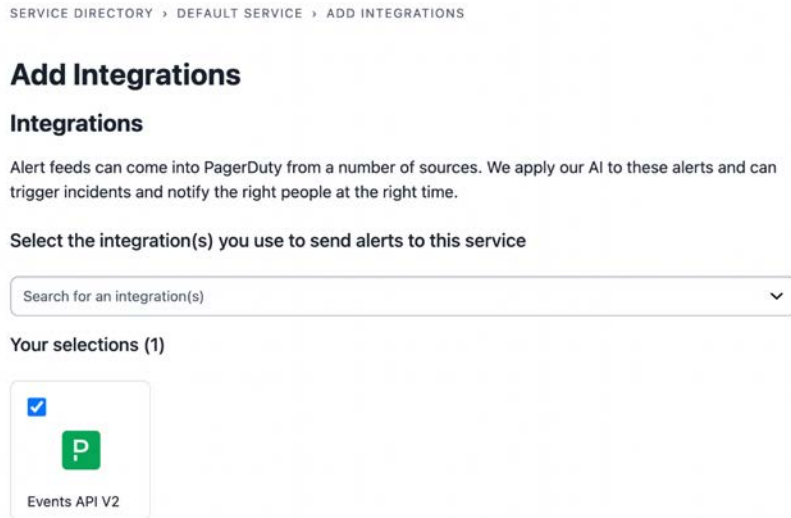 SERVICE DIRECTORY › DEFAULT SERVICE › ADD INTEGRATIONS
Add Integrations
Integrations
Alert feeds can come into PagerDuty from a number of sources. We apply our AI to these alerts and can
trigger incidents and notify the right people at the right time.
Select the integration(s) you use to send alerts to this service
Search for an integration(s)
Your selections (1)
P
Events API V2